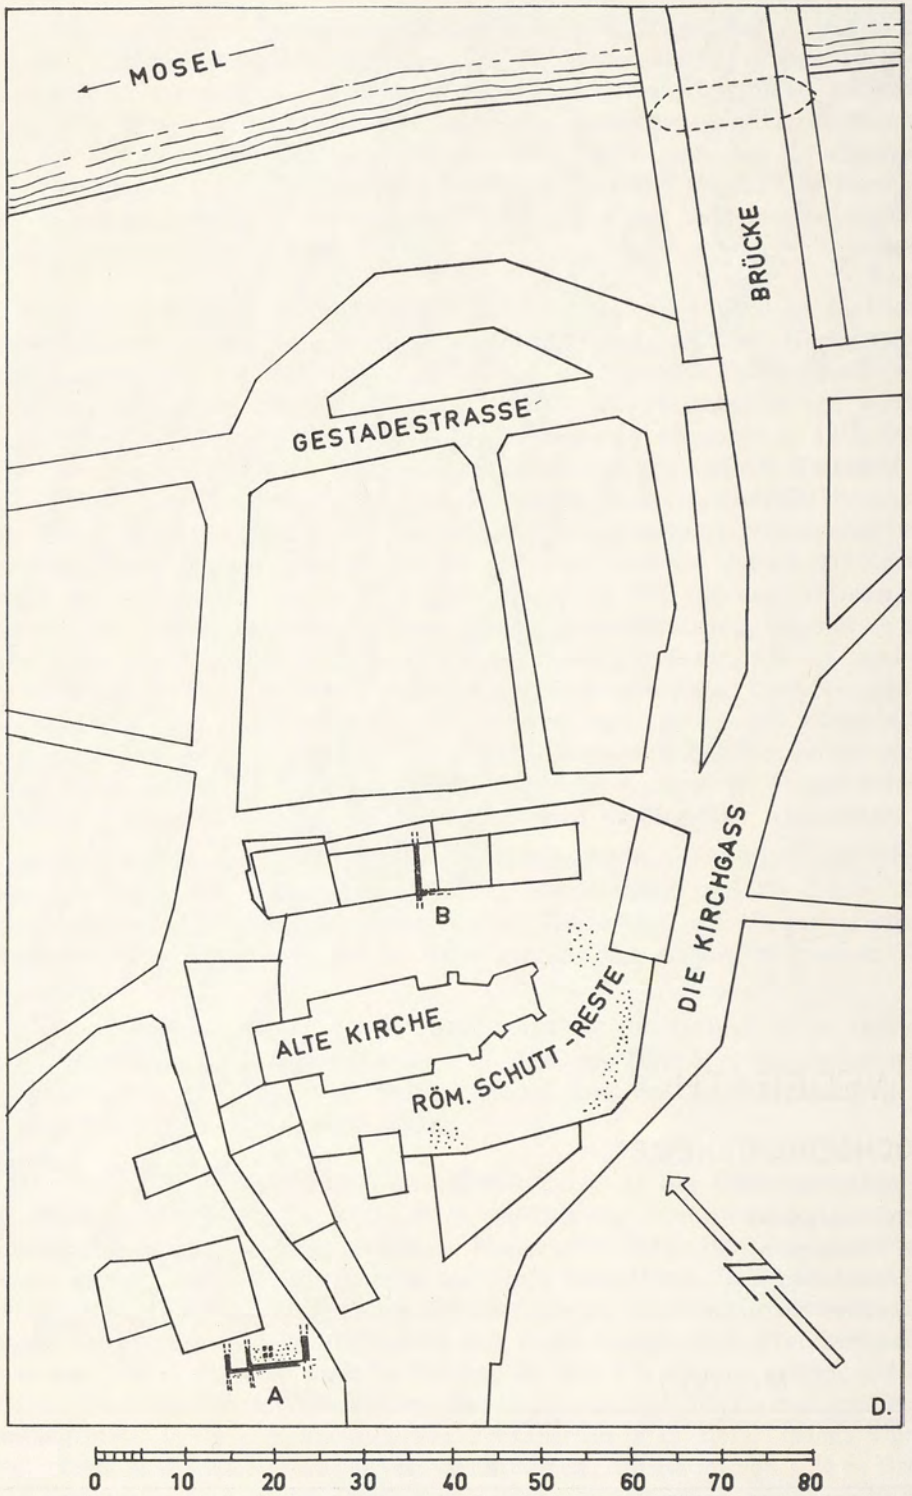 MOSEL
BRÜCKE
GESTADESTRASSE
DIE KIRCHGASS
B
ALTE KIRCHE
RÖM. SCHUTT-RESTE
A
D.
0 10 20 30 40 50 60 70 80